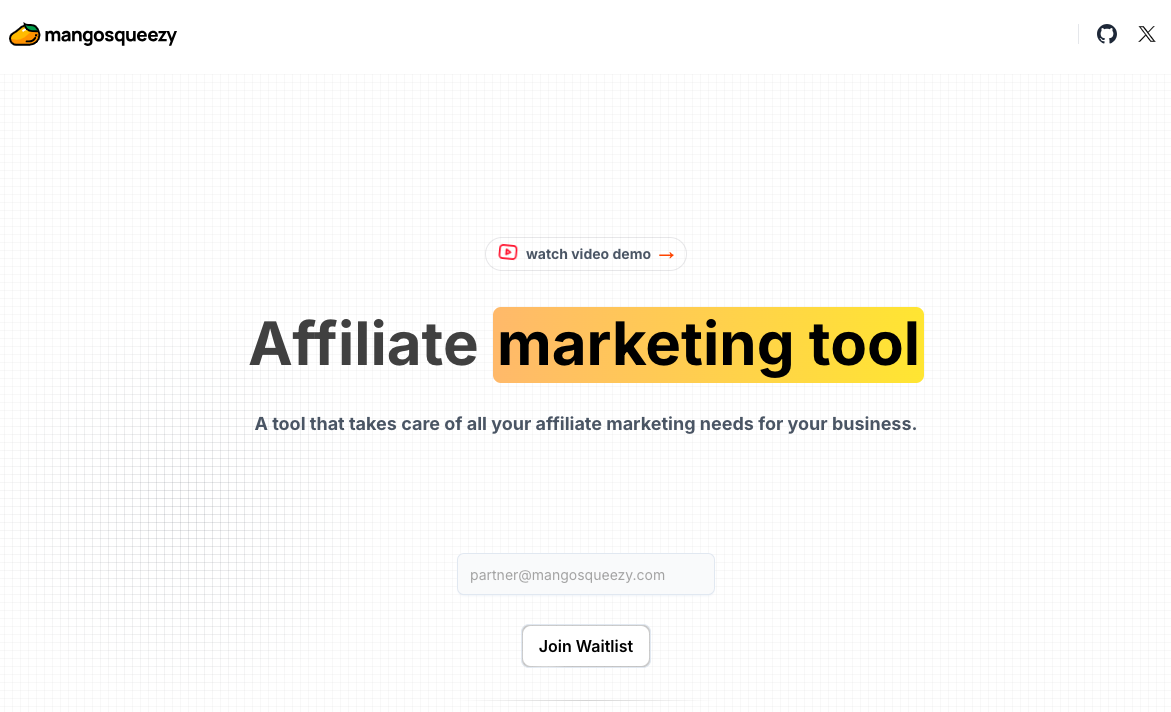 mangosqueezy
watch video demo →
Affiliate marketing tool
A tool that takes care of all your affiliate marketing needs for your business.
partner@mangosqueezy.com
Join Waitlist